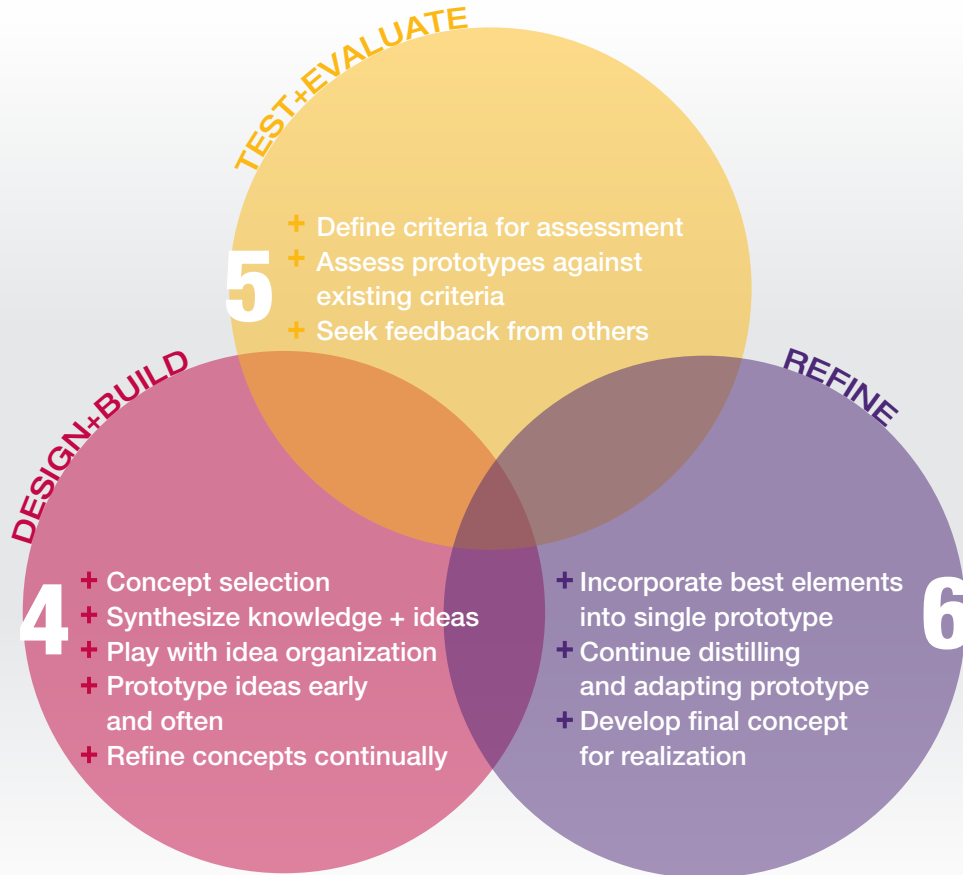 TEST+EVALUATE
5
+ Define criteria for assessment
+ Assess prototypes against
existing criteria
+ Seek feedback from others
DESIGN+BUILD
4
+ Concept selection
+ Synthesize knowledge + ideas
+ Play with idea organization
+ Prototype ideas early
and often
+ Refine concepts continually
REFINE
6
+ Incorporate best elements
into single prototype
+ Continue distilling
and adapting prototype
+ Develop final concept
for realization